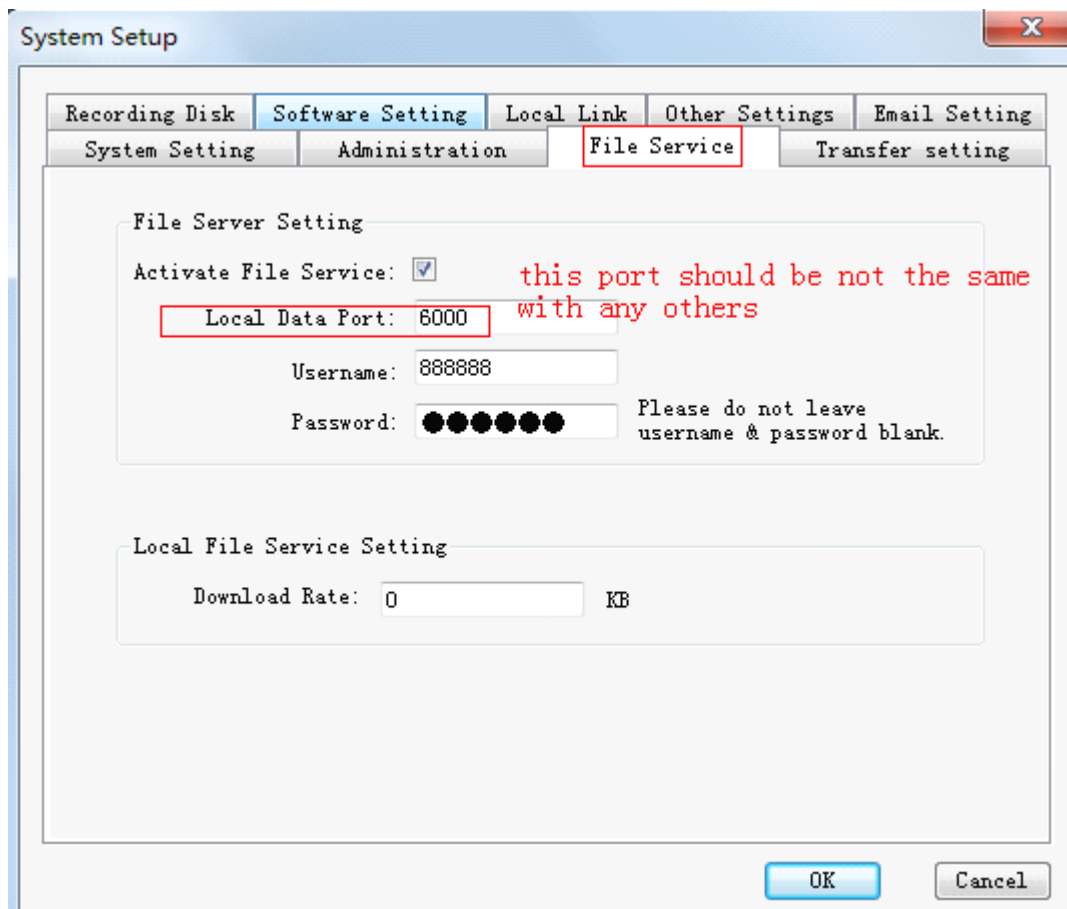 System Setup
Recording Disk Software Setting Local Link Other Settings Email Setting
System Setting Administration File Service Transfer setting
File Server Setting
Activate File Service:
this port should be not the same
with any others
Local Data Port: 6000
Username: 888888
Password: ●●●●●●
Please do not leave
username & password blank.
Local File Service Setting
Download Rate: 0 KB
OK Cancel